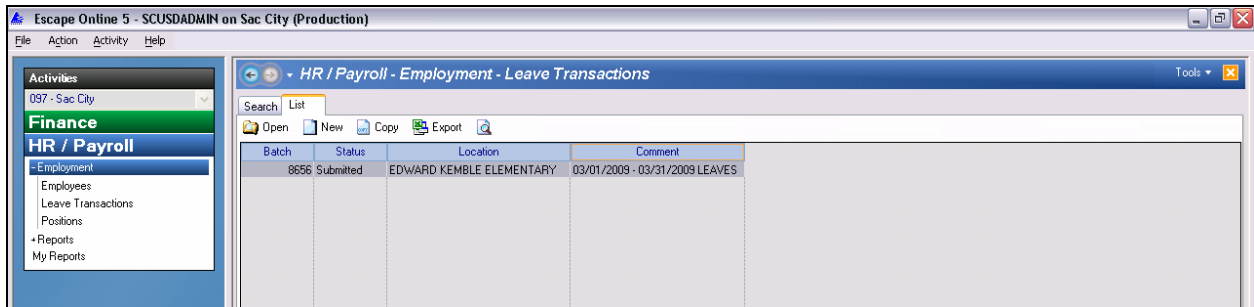 Escape Online 5 - SCUSDADMIN on Sac City (Production)
File Action Activity Help
Activities
097 - Sac City
Finance
HR / Payroll
- Employment
Employees
Leave Transactions
Positions
+ Reports
My Reports
HR / Payroll - Employment - Leave Transactions
Tools
Search List
Open New Copy Export
Batch Status Location Comment
8656 Submitted EDWARD KEMBLE ELEMENTARY 03/01/2009 - 03/31/2009 LEAVES